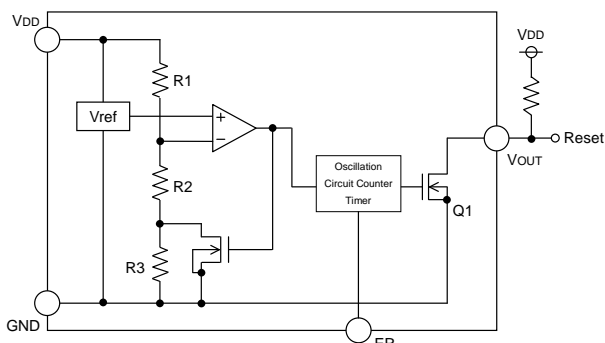 VDD
VDD
R1
Vref
+
−
Reset
VOUT
Oscillation
Circuit Counter
Timer
R2
Q1
R3
GND